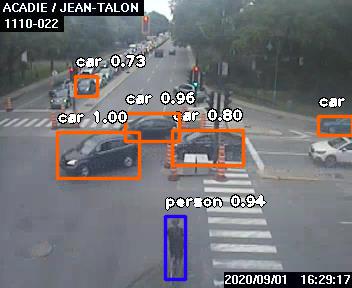 ACADIE / JEAN-TALON
1110-022
car 0.73
car 0.96
car 1.00
car 0.80
car
person 0.94
2020/09/01 16:29:17